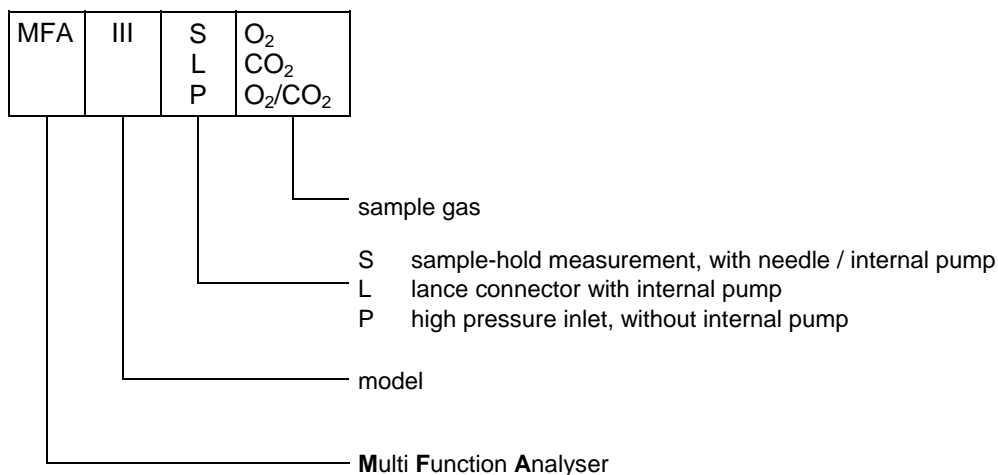 MFA III S O₂
L CO₂
P O₂/CO₂
sample gas
S sample-hold measurement, with needle / internal pump
L lance connector with internal pump
P high pressure inlet, without internal pump
model
Multi Function Analyser